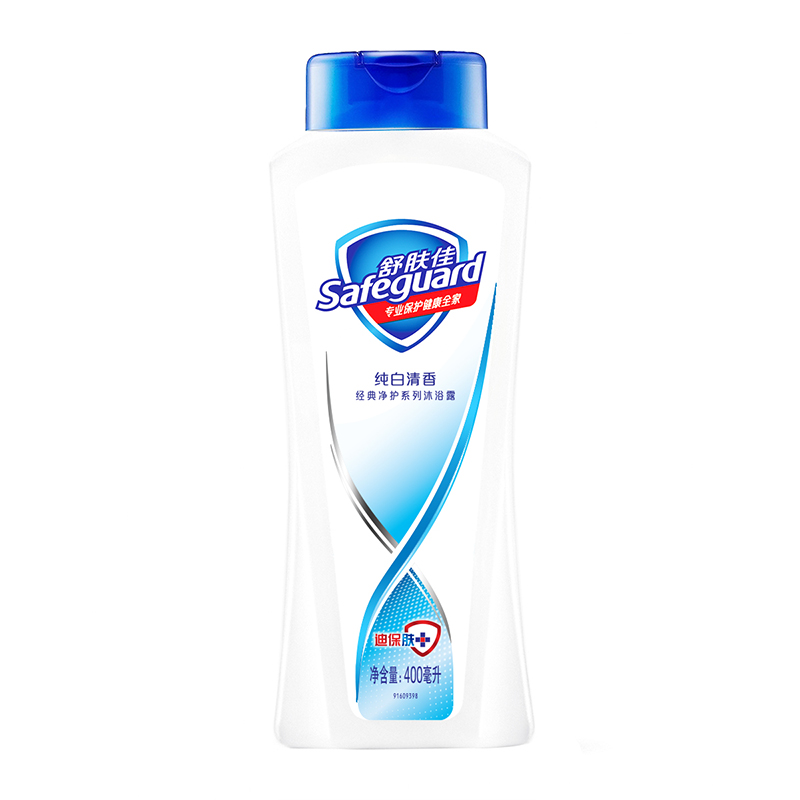 舒肤佳
Safeguard
专业保护健康全家
纯白清香
经典净护系列沐浴露
迪保肤
净含量:400毫升
91609398